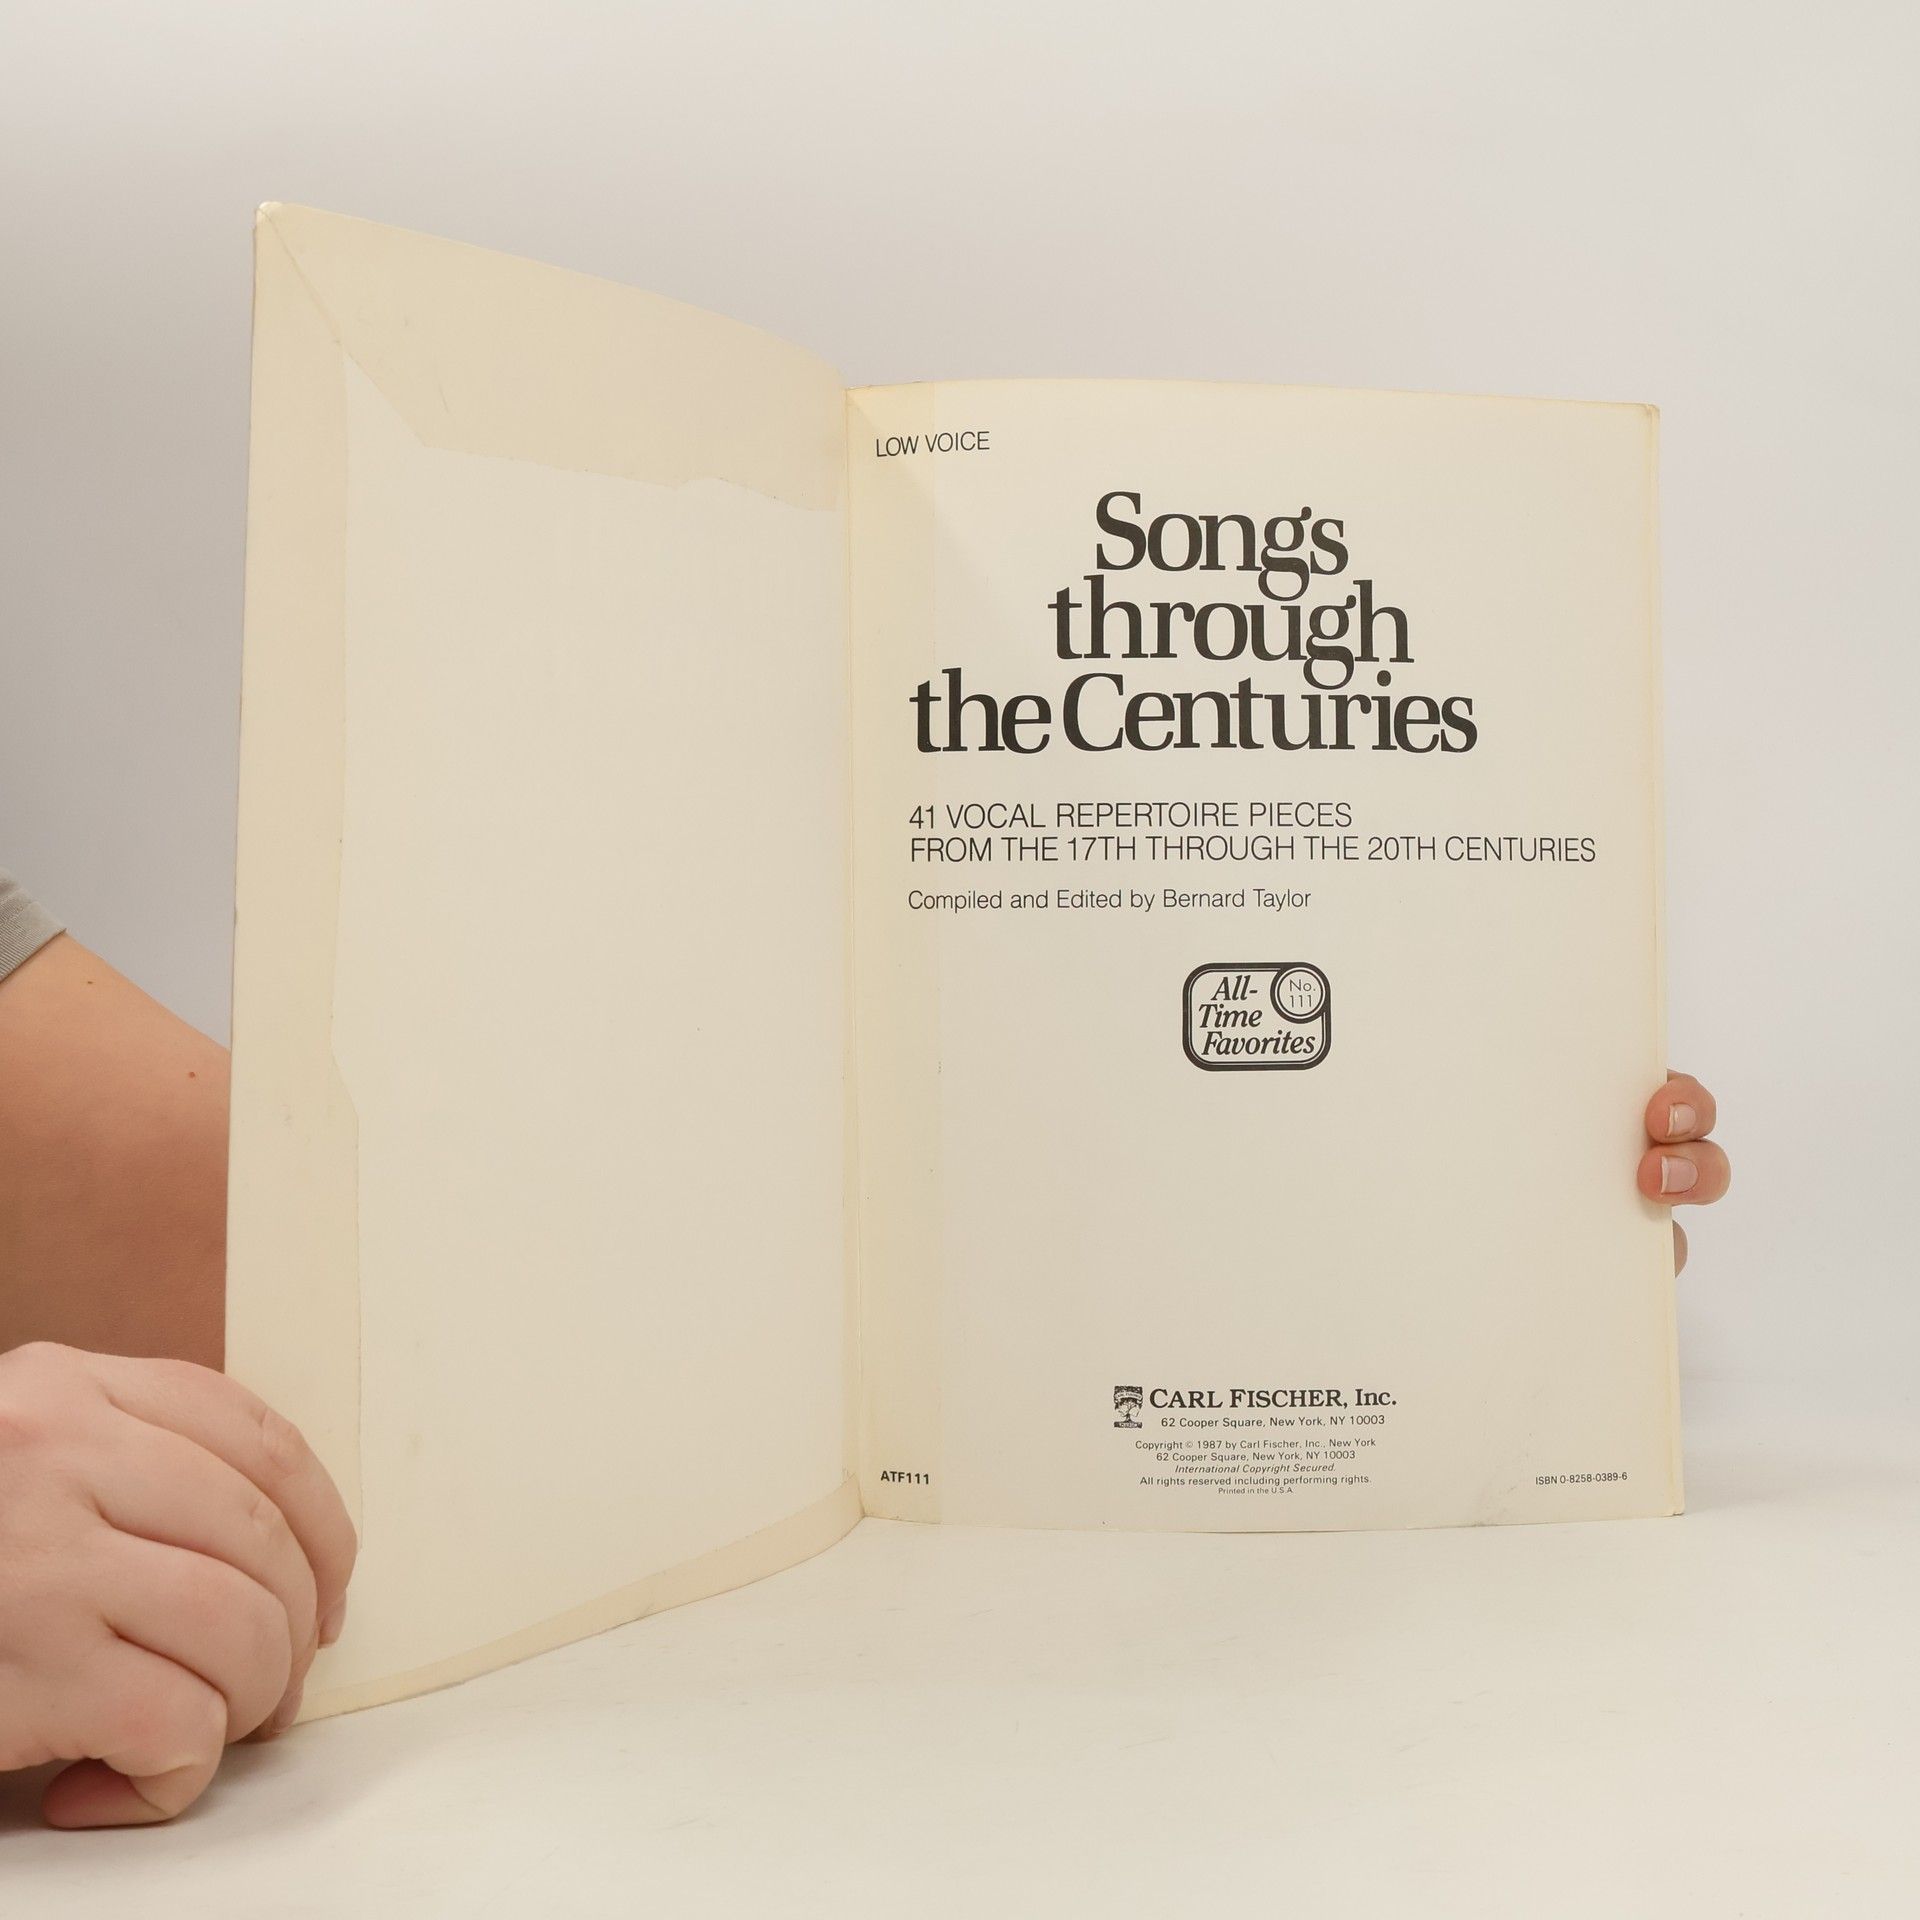 LOW VOICE
Songs
through
the Centuries
41 VOCAL REPERTOIRE PIECES
FROM THE 17TH THROUGH THE 20TH CENTURIES
Compiled and Edited by Bernard Taylor
All-
Time
Favorites
No.
111
CARL FISCHER, Inc.
62 Cooper Square, New York, NY 10003
Copyright © 1987 by Carl Fischer, Inc., New York
62 Cooper Square, New York, NY 10003
International Copyright Secured.
All rights reserved including performing rights.
Printed in the U.S.A.
ATF111
ISBN 0-8258-0389-6